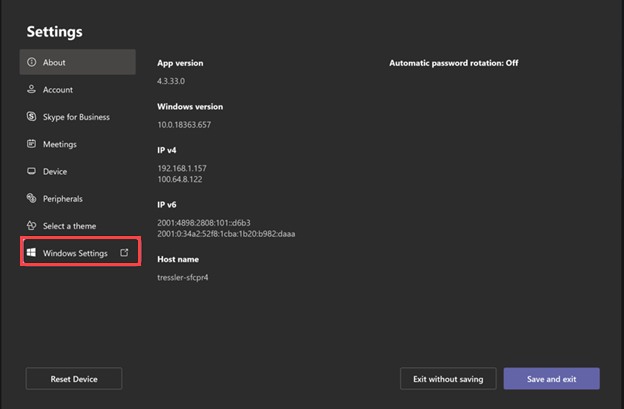 Settings
About
Account
Skype for Business
Meetings
Device
Peripherals
Select a theme
Windows Settings
App version
4.3.33.0
Windows version
10.0.18363.657
IP v4
192.168.1.157
100.64.8.122
IP v6
2001:4898:2808:101::d6b3
2001:0:34a2:52f8:1cba:1b20:b982:daaa
Host name
tressler-sfcpr4
Automatic password rotation: Off
Reset Device
Exit without saving
Save and exit